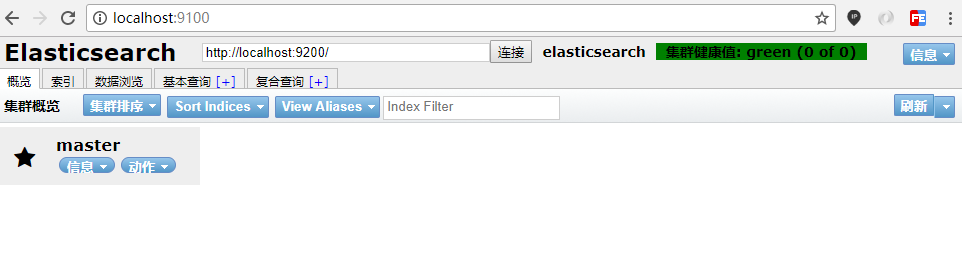 localhost:9100
Elasticsearch http://localhost:9200/ 连接 elasticsearch 集群健康值: green (0 of 0) 信息
概览 索引 数据浏览 基本查询 [+] 复合查询 [+]
集群概览 集群排序 Sort Indices View Aliases Index Filter 刷新
master
信息 动作